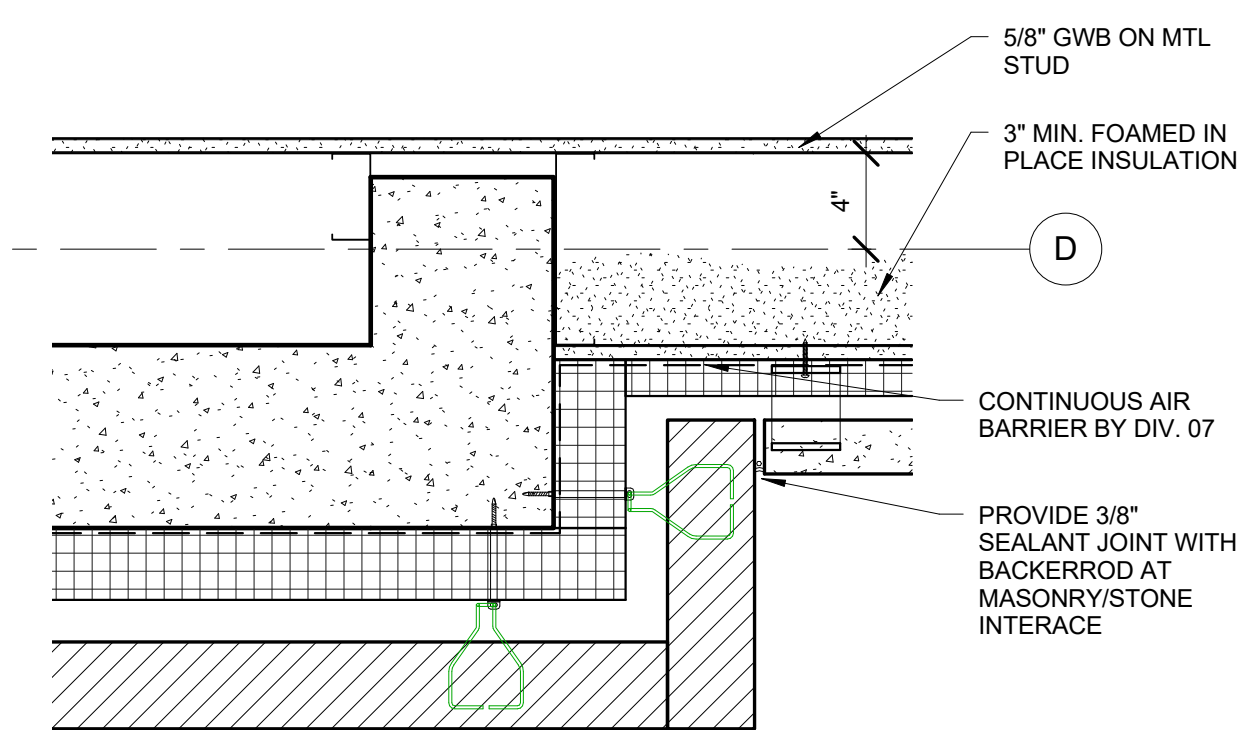 5/8" GWB ON MTL
STUD
3" MIN. FOAMED IN
PLACE INSULATION
4"
D
CONTINUOUS AIR
BARRIER BY DIV. 07
PROVIDE 3/8"
SEALANT JOINT WITH
BACKERROD AT
MASONRY/STONE
INTERACE